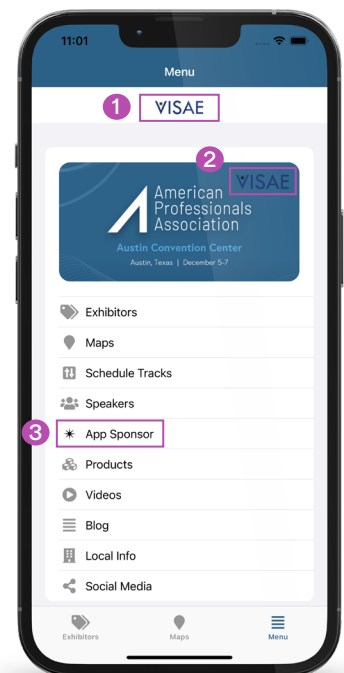 11:01
Menu
1
VISAE
2
VISAE
American
Professionals
Association
Austin Convention Center
Austin, Texas | December 5-7
Exhibitors
Maps
Schedule Tracks
Speakers
3
App Sponsor
Products
Videos
Blog
Local Info
Social Media
Exhibitors Maps Menu